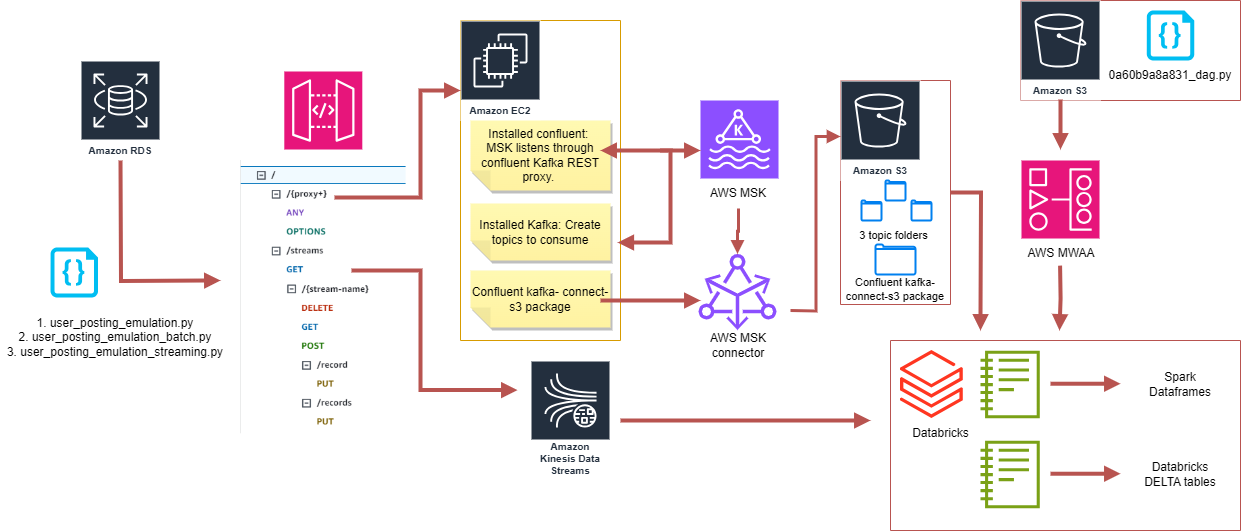 Amazon RDS
1. user_posting_emulation.py
2. user_posting_emulation_batch.py
3. user_posting_emulation_streaming.py
/
/{proxy+}
ANY
OPTIONS
/streams
GET
/{stream-name}
DELETE
GET
POST
/record
PUT
/records
PUT
Amazon EC2
Installed confluent:
MSK listens through
confluent Kafka REST
proxy.
Installed Kafka: Create
topics to consume
Confluent kafka- connect-
s3 package
Amazon
Kinesis Data
Streams
K
AWS MSK
AWS MSK
connector
Amazon S3
3 topic folders
Confluent kafka-
connect-s3 package
Amazon S3
0a60b9a8a831_dag.py
AWS MWAA
Databricks
Spark
Dataframes
Databricks
DELTA tables